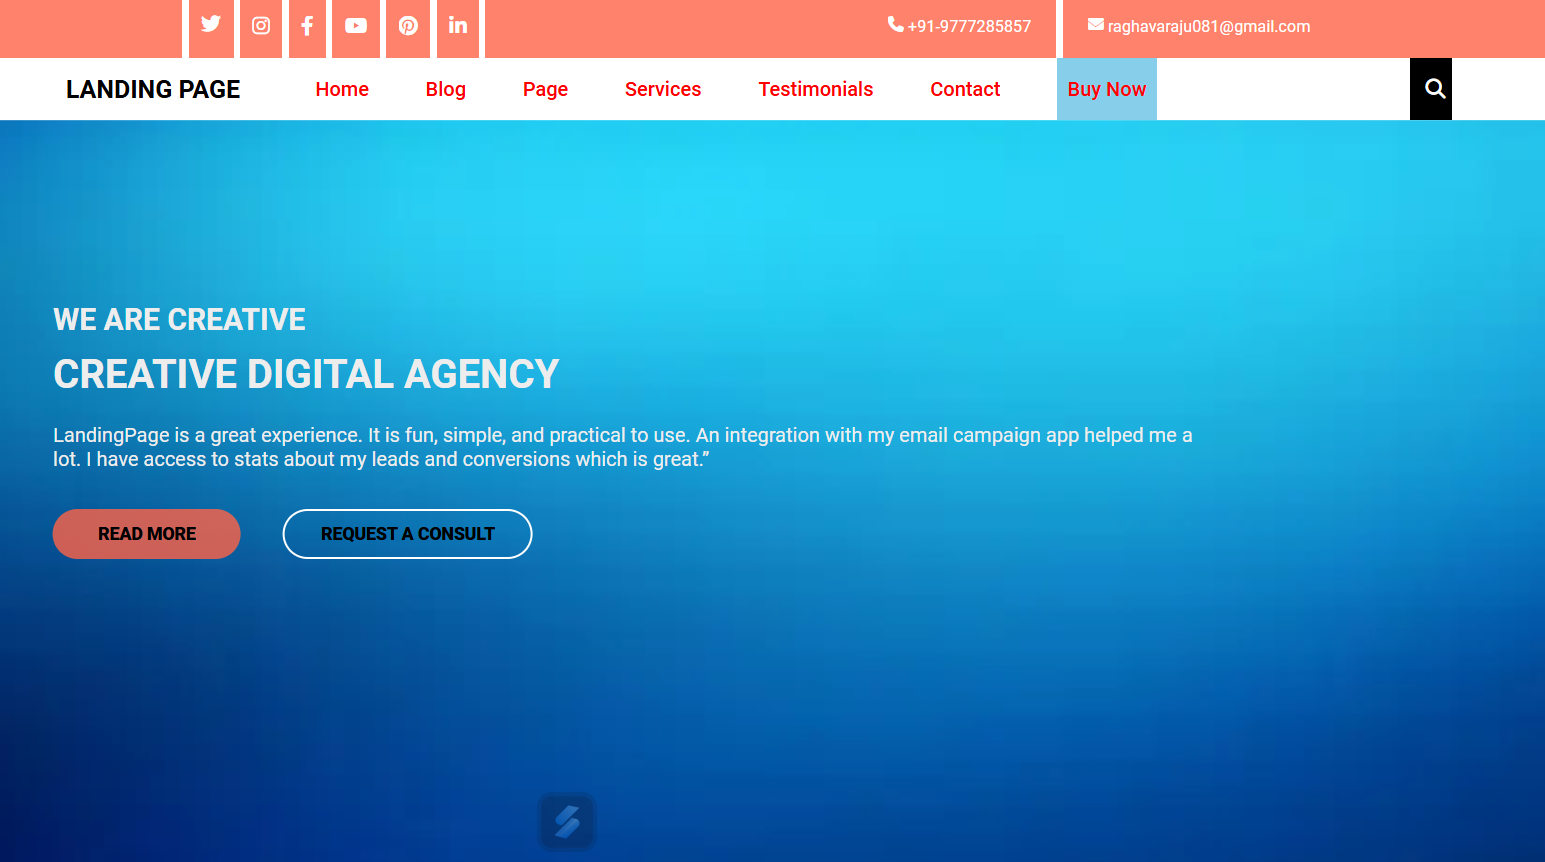 +91-9777285857 raghavaraju081@gmail.com
LANDING PAGE Home Blog Page Services Testimonials Contact Buy Now
WE ARE CREATIVE
CREATIVE DIGITAL AGENCY
LandingPage is a great experience. It is fun, simple, and practical to use. An integration with my email campaign app helped me a
lot. I have access to stats about my leads and conversions which is great.”
READ MORE REQUEST A CONSULT